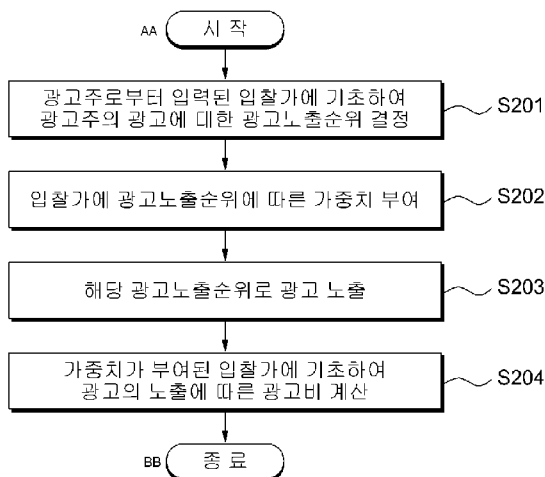 AA 시 작
광고주로부터 입력된 입찰가에 기초하여
광고주의 광고에 대한 광고노출순위 결정
S201
입찰가에 광고노출순위에 따른 가중치 부여
S202
해당 광고노출순위로 광고 노출
S203
가중치가 부여된 입찰가에 기초하여
광고의 노출에 따른 광고비 계산
S204
BB 종 료